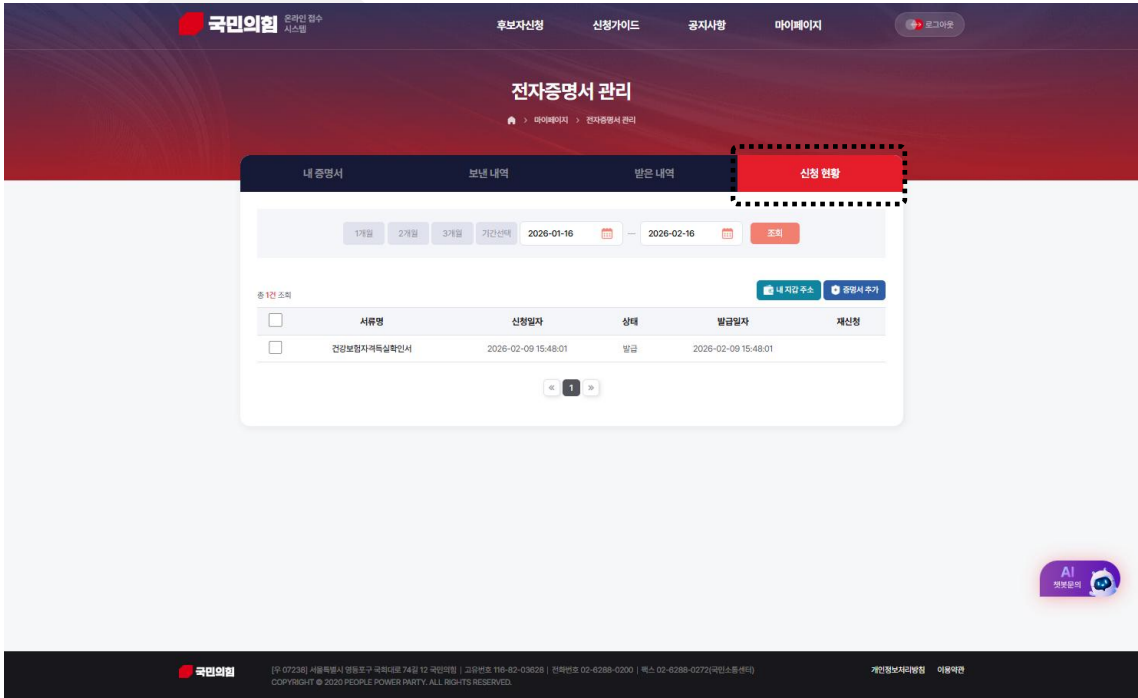 국민의힘 온라인 접수 시스템
후보자신청 신청가이드 공지사항 마이페이지 로그아웃
전자증명서 관리
마이페이지 > 전자증명서 관리
내 증명서 보낸 내역 받은 내역 신청 현황
1개월 2개월 3개월 기간선택 2026-01-16 — 2026-02-16 조회
총 1건 조회 내 지갑 주소 증명서 추가
서류명 신청일자 상태 발급일자 재신청
건강보험자격득실확인서 2026-02-09 15:48:01 발급 2026-02-09 15:48:01
« 1 »
AI
챗봇문의
국민의힘 [우 07238] 서울특별시 영등포구 국회대로 74길 12 국민의힘 | 고유번호 116-82-03628 | 전화번호 02-6288-0200 | 팩스 02-6288-0272(국민소통센터) 개인정보처리방침 이용약관
COPYRIGHT @ 2020 PEOPLE POWER PARTY. ALL RIGHTS RESERVED.